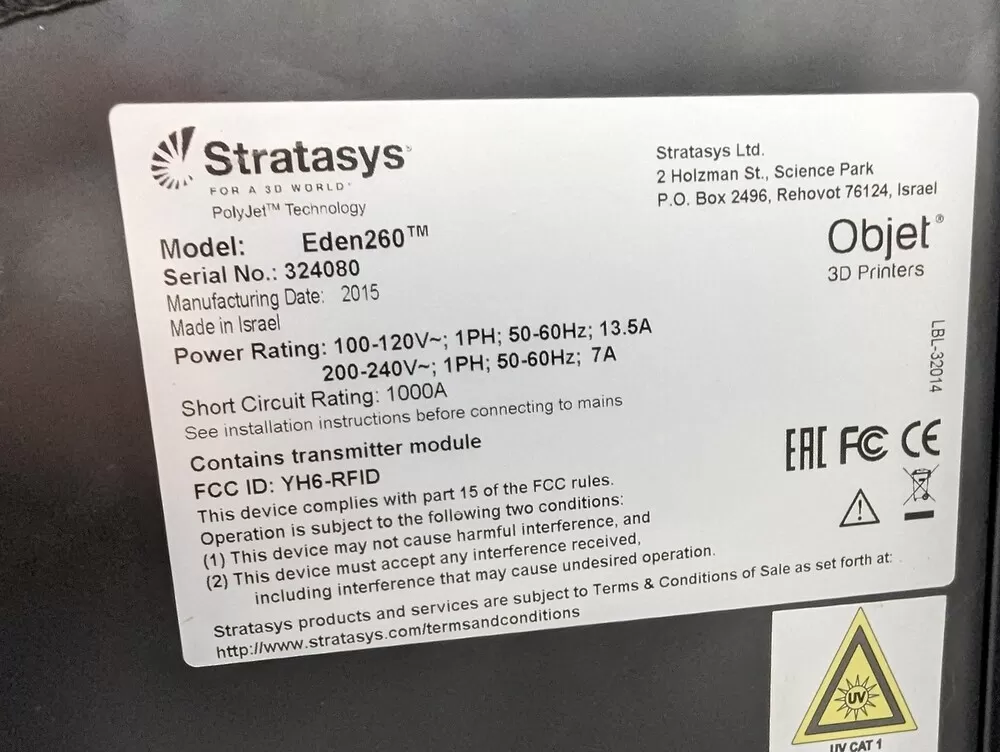 Stratasys
FOR A 3D WORLD®
PolyJet™ Technology
Stratasys Ltd.
2 Holzman St., Science Park
P.O. Box 2496, Rehovot 76124, Israel
Objet®
3D Printers
Model: Eden260™
Serial No.: 324080
Manufacturing Date: 2015
Made in Israel
Power Rating: 100-120V~; 1PH; 50-60Hz; 13.5A
200-240V~; 1PH; 50-60Hz; 7A
Short Circuit Rating: 1000A
See installation instructions before connecting to mains
LBL-32014
Contains transmitter module
FCC ID: YH6-RFID
EAC FC CE
This device complies with part 15 of the FCC rules.
Operation is subject to the following two conditions:
(1) This device may not cause harmful interference, and
(2) This device must accept any interference received,
including interference that may cause undesired operation.
Stratasys products and services are subject to Terms & Conditions of Sale as set forth at:
http://www.stratasys.com/termsandconditions
UV
UV CAT 1